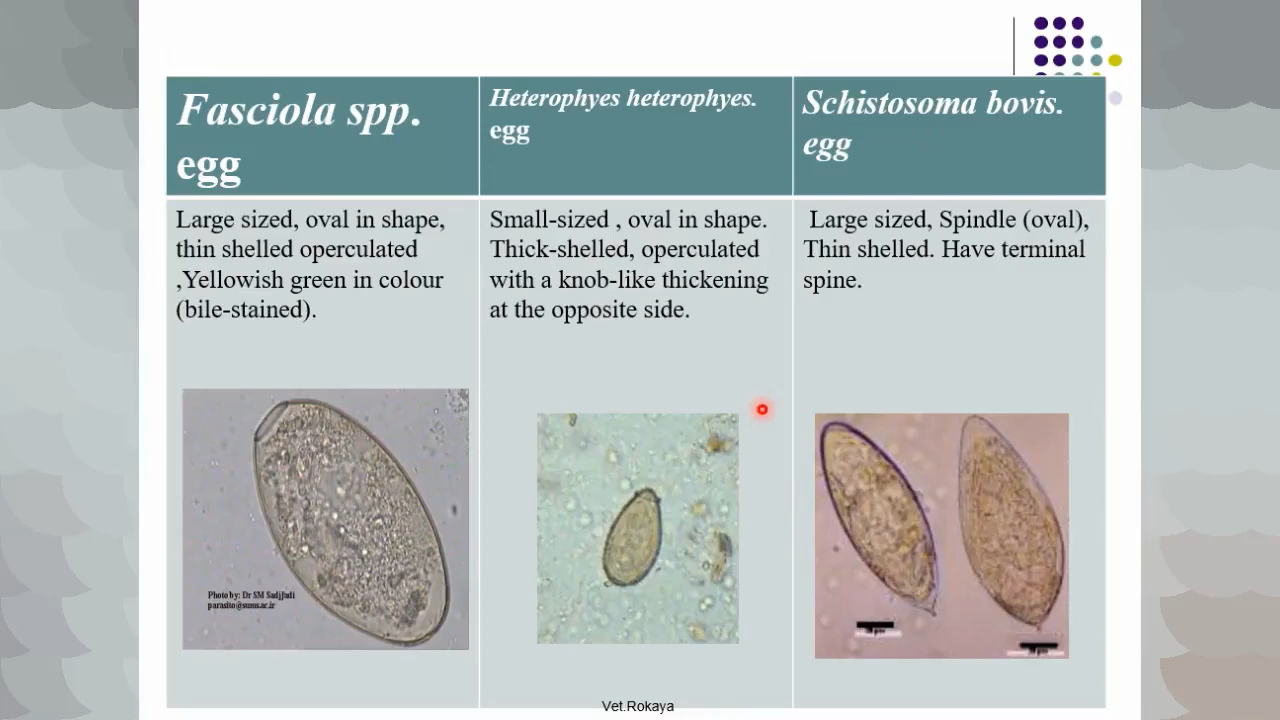 Fasciola spp.
egg
Heterophyes heterophyes.
egg
Schistosoma bovis.
egg
Large sized, oval in shape,
thin shelled operculated
,Yellowish green in colour
(bile-stained).
Small-sized , oval in shape.
Thick-shelled, operculated
with a knob-like thickening
at the opposite side.
Large sized, Spindle (oval),
Thin shelled. Have terminal
spine.
Photo by: Dr SM Sadjjadi
parasito@sums.ac.ir
Vet.Rokaya